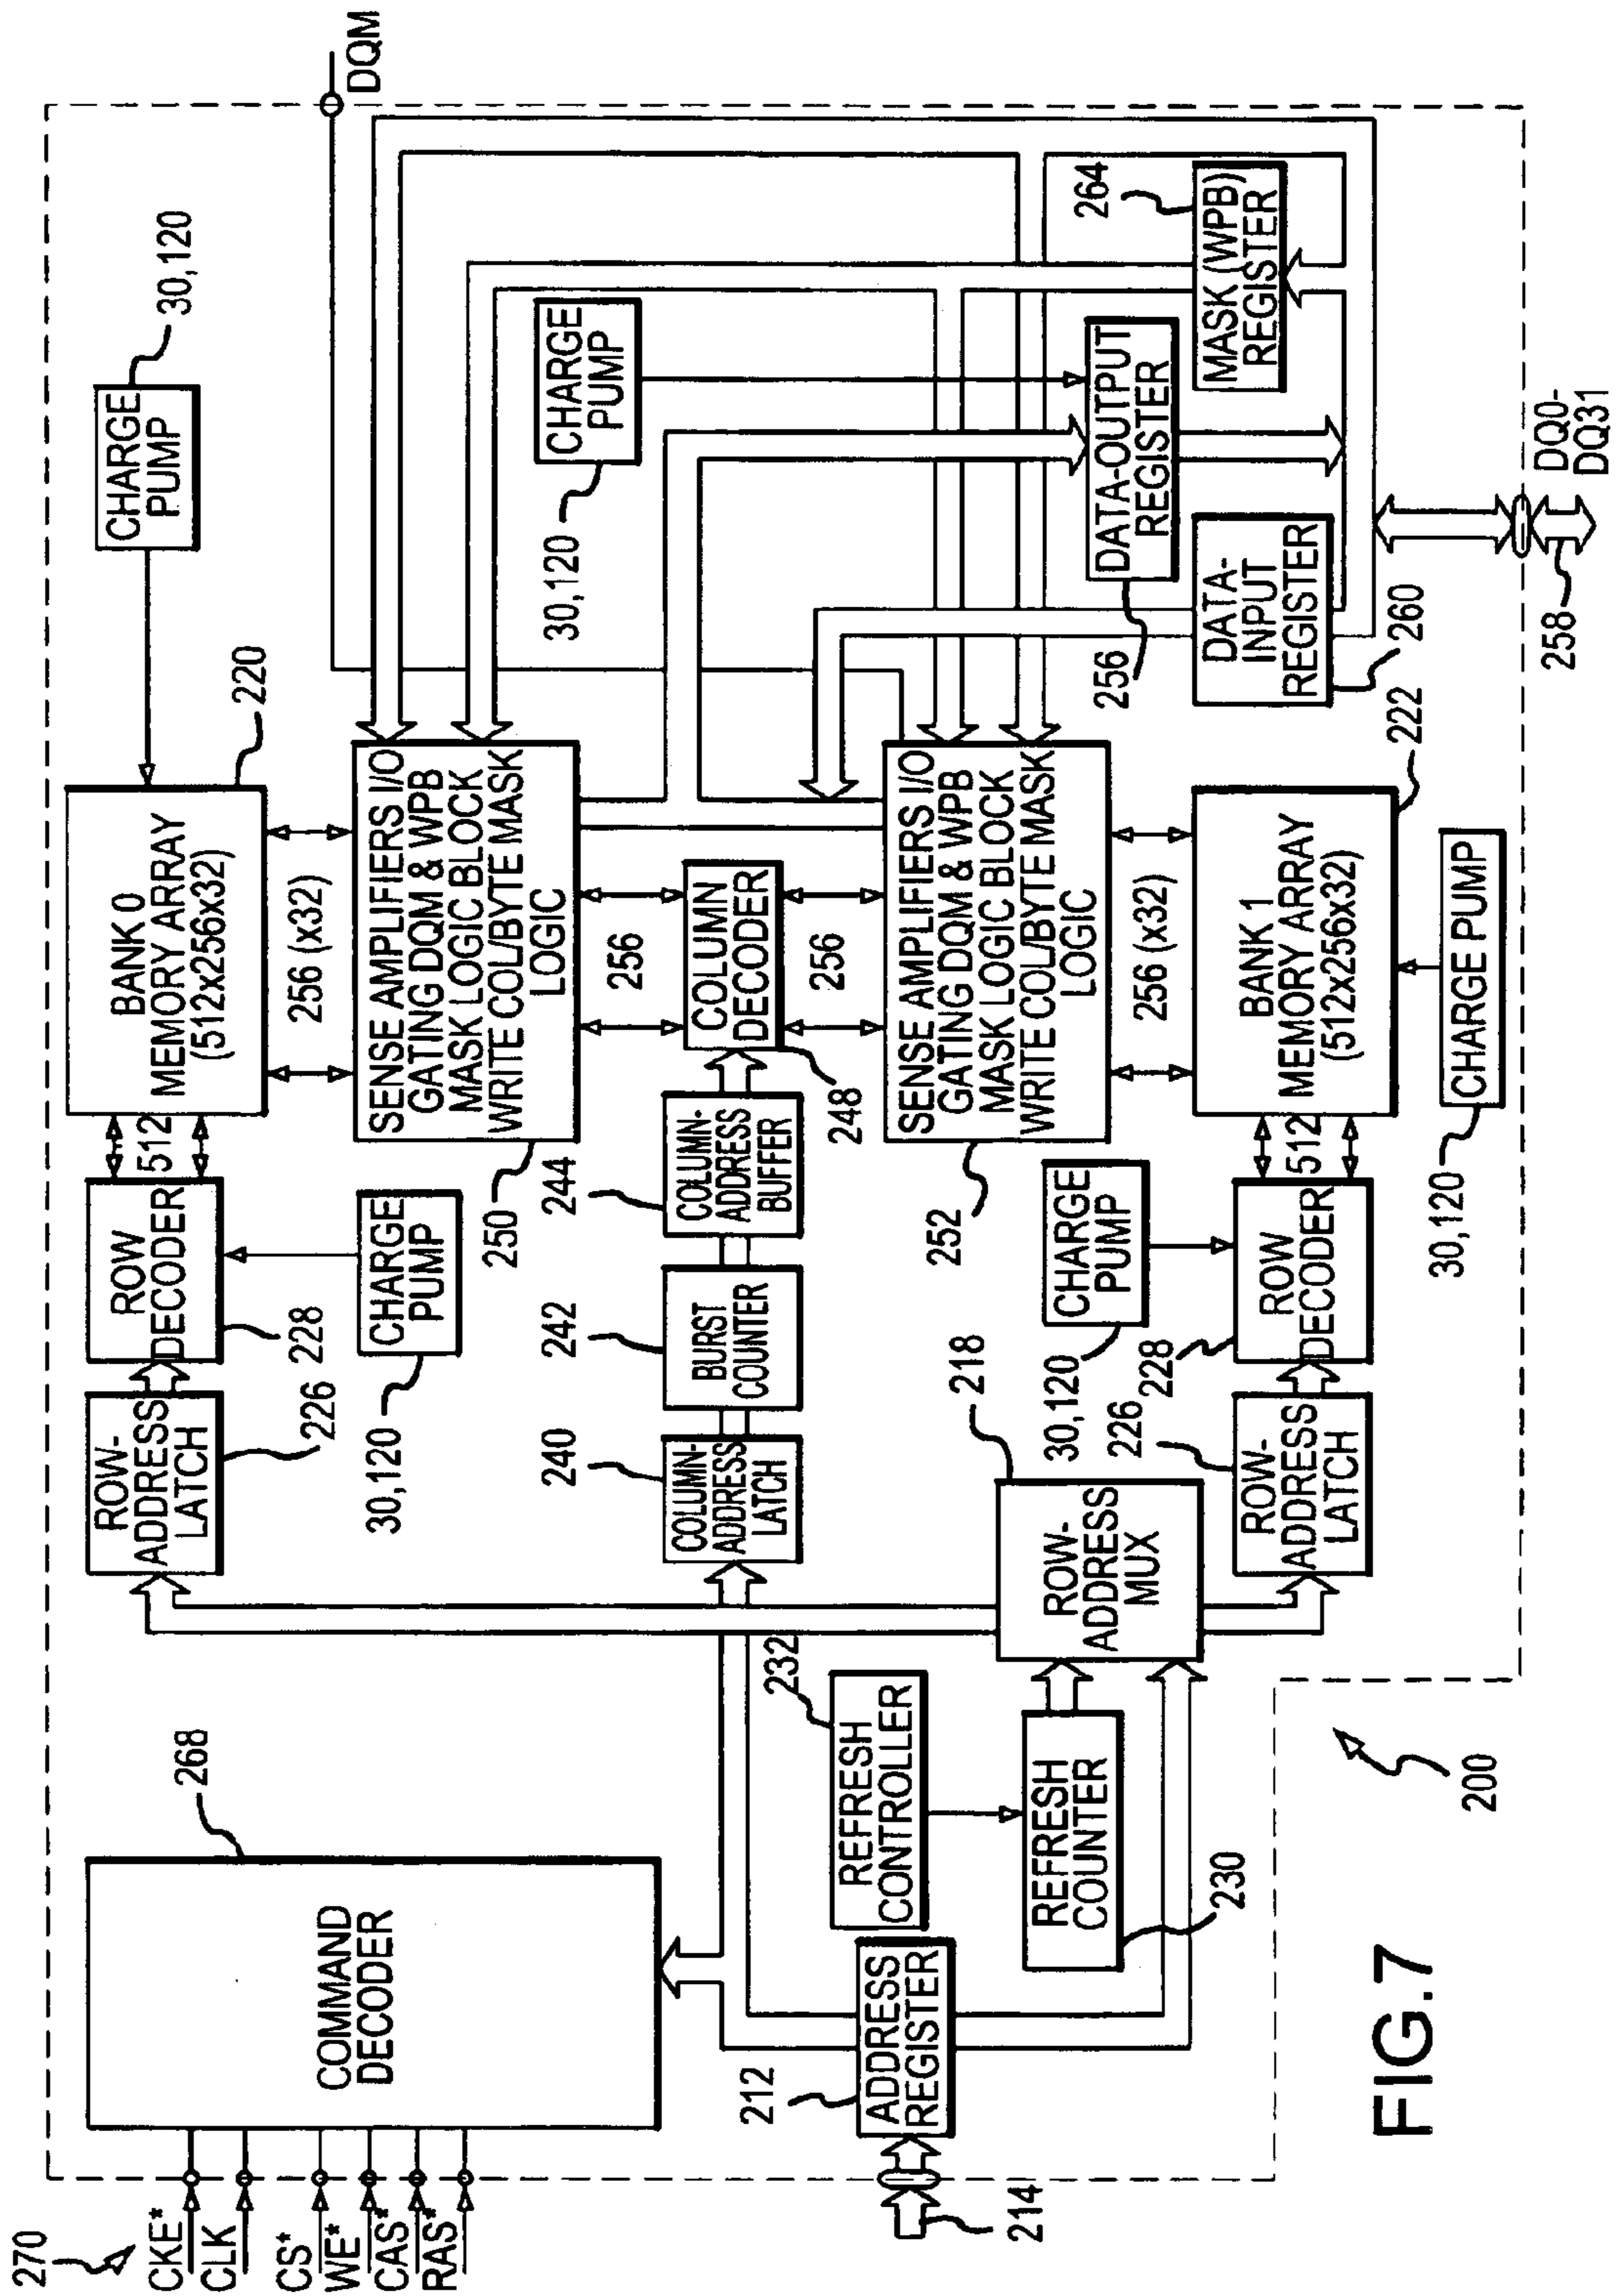 270
CKE*
CLK
CS*
WE*
CAS*
RAS*
COMMAND
DECODER
268
214
212
ADDRESS
REGISTER
REFRESH
CONTROLLER
232
REFRESH
COUNTER
230
ROW-
ADDRESS
MUX
218
ROW-
ADDRESS
LATCH
226
ROW
DECODER
228
CHARGE
PUMP
30,120
512
BANK 0
MEMORY ARRAY
(512x256x32)
220
CHARGE
PUMP
30,120
256 (x32)
SENSE AMPLIFIERS I/O
GATING DQM & WPB
MASK LOGIC BLOCK
WRITE COL/BYTE MASK
LOGIC
250
256
COLUMN-
ADDRESS
LATCH
240
BURST
COUNTER
242
COLUMN-
ADDRESS
BUFFER
244
COLUMN
DECODER
248
256
SENSE AMPLIFIERS I/O
GATING DQM & WPB
MASK LOGIC BLOCK
WRITE COL/BYTE MASK
LOGIC
252
256 (x32)
ROW-
ADDRESS
LATCH
226
ROW
DECODER
228
CHARGE
PUMP
30,120
512
BANK 1
MEMORY ARRAY
(512x256x32)
222
CHARGE PUMP
30,120
DQM
CHARGE
PUMP
30,120
DATA-OUTPUT
REGISTER
256
DATA-
INPUT
REGISTER
260
MASK (WPB)
REGISTER
264
DQ0-
DQ31
258
200
FIG.7